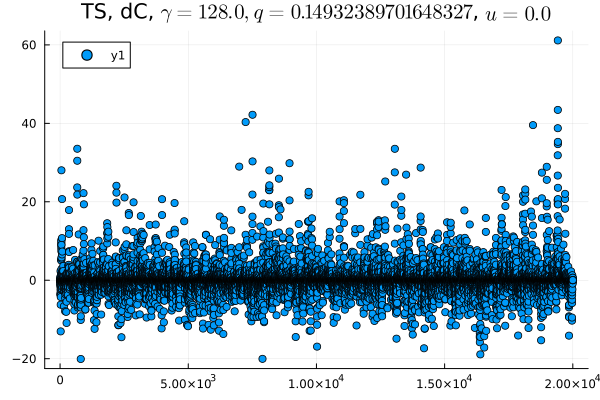 TS, dC, γ = 128.0, q = 0.14932389701648327, u = 0.0
y1
60
40
20
0
−20
0 5.00×10³ 1.00×10⁴ 1.50×10⁴ 2.00×10⁴